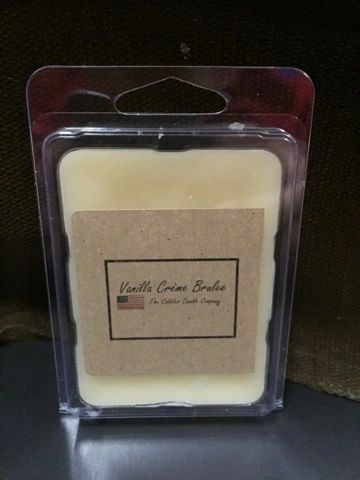 Vanilla Crème Brulee
The Cobbler Candle Company